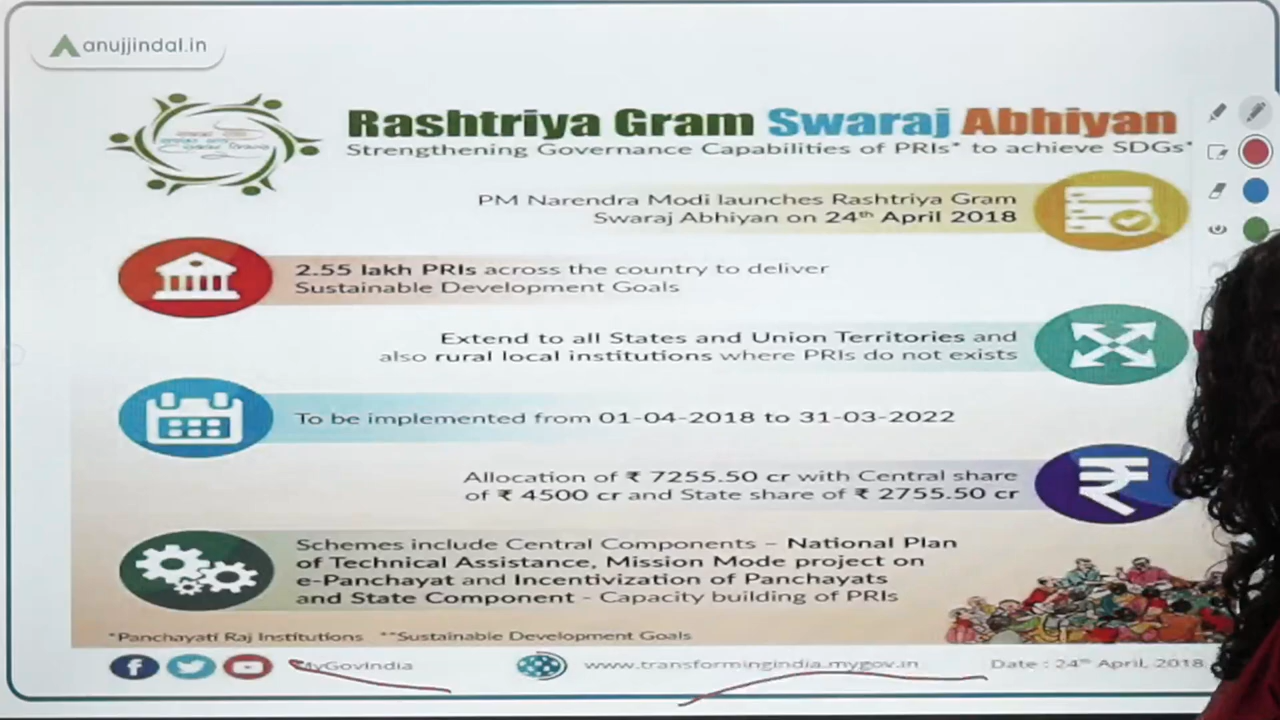 anujjindal.in
Rashtriya Gram Swaraj Abhiyan
Strengthening Governance Capabilities of PRIs* to achieve SDGs*
PM Narendra Modi launches Rashtriya Gram
Swaraj Abhiyan on 24th April 2018
2.55 lakh PRIs across the country to deliver
Sustainable Development Goals
Extend to all States and Union Territories and
also rural local institutions where PRIs do not exists
To be implemented from 01-04-2018 to 31-03-2022
Allocation of ₹ 7255.50 cr with Central share
of ₹ 4500 cr and State share of ₹ 2755.50 cr
Schemes include Central Components – National Plan
of Technical Assistance, Mission Mode project on
e-Panchayat and Incentivization of Panchayats
and State Component - Capacity building of PRIs
*Panchayati Raj Institutions **Sustainable Development Goals
MyGovIndia www.transformingindia.mygov.in Date : 24th April, 2018